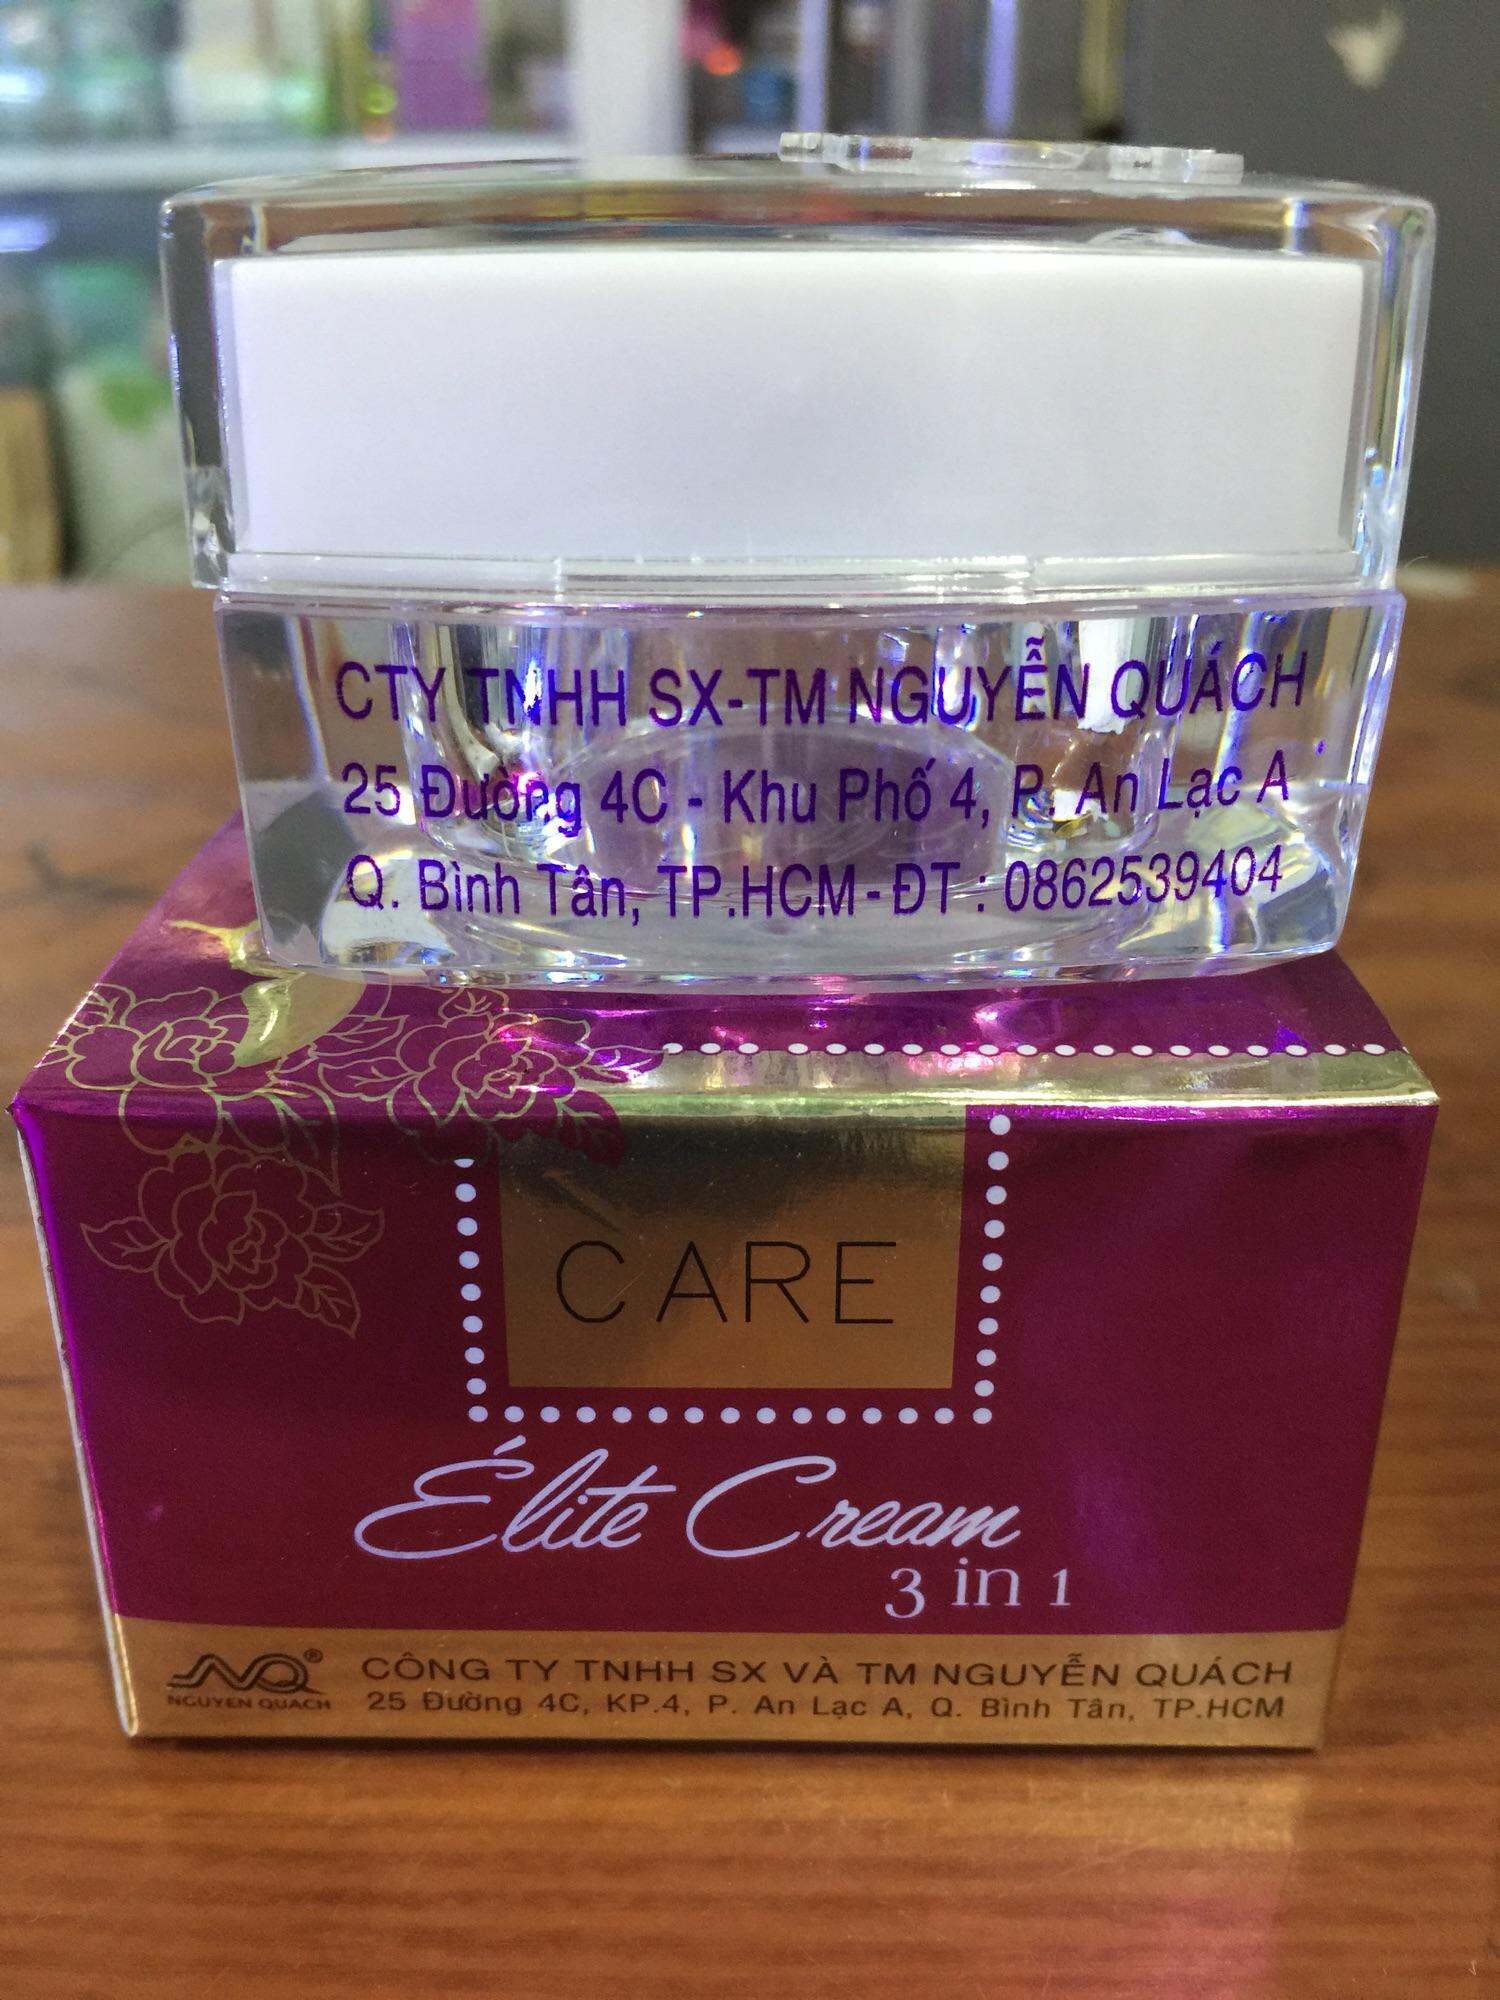 CTY TNHH SX-TM NGUYỄN QUÁCH
25 Đường 4C - Khu Phố 4, P. An Lạc A
Q. Bình Tân, TP.HCM - ĐT : 0862539404
CARE
Élite Cream
3 in 1
NQ®
NGUYEN QUACH
CÔNG TY TNHH SX VÀ TM NGUYỄN QUÁCH
25 Đường 4C, KP.4, P. An Lạc A, Q. Bình Tân, TP.HCM